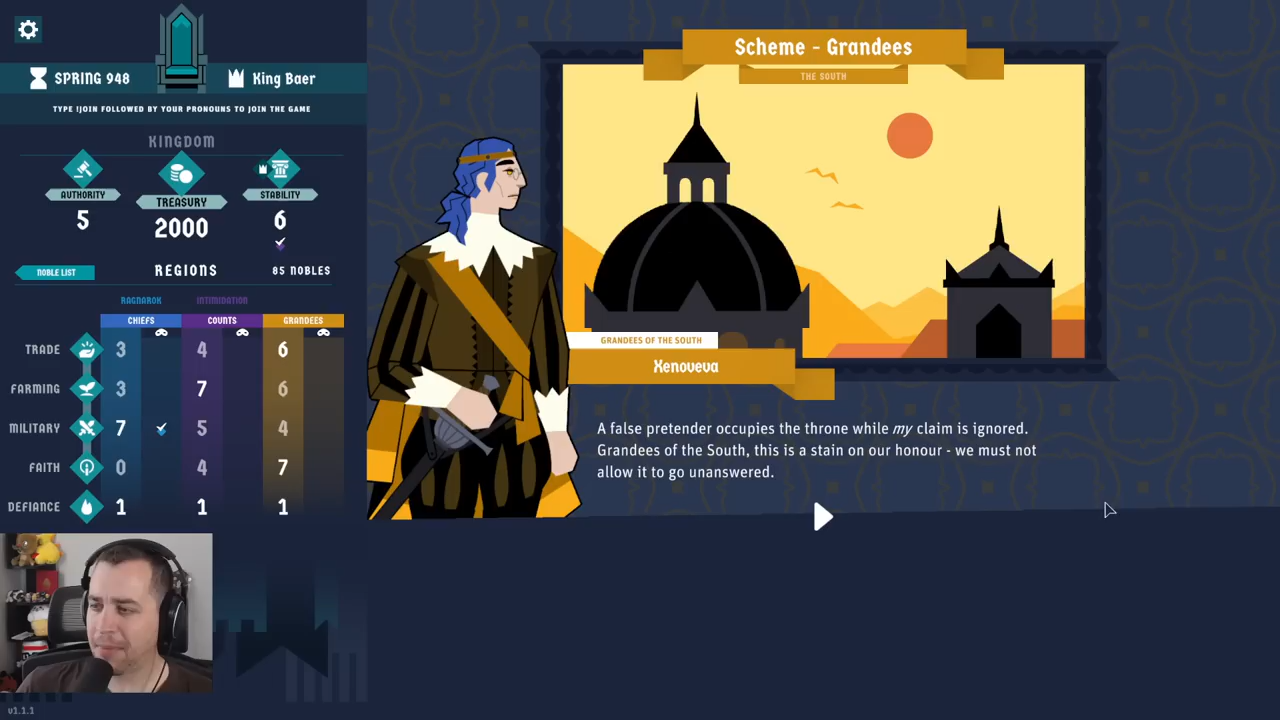 SPRING 948
King Baer
TYPE !JOIN FOLLOWED BY YOUR PRONOUNS TO JOIN THE GAME
KINGDOM
AUTHORITY
TREASURY
STABILITY
5
2000
6
NOBLE LIST
REGIONS
85 NOBLES
RAGNAROK
INTIMIDATION
CHIEFS
COUNTS
GRANDEES
TRADE
3
4
6
FARMING
3
7
6
MILITARY
7
5
4
FAITH
0
4
7
DEFIANCE
1
1
1
v1.1.1
Scheme - Grandees
THE SOUTH
GRANDEES OF THE SOUTH
Xenoveva
A false pretender occupies the throne while my claim is ignored.
Grandees of the South, this is a stain on our honour - we must not
allow it to go unanswered.